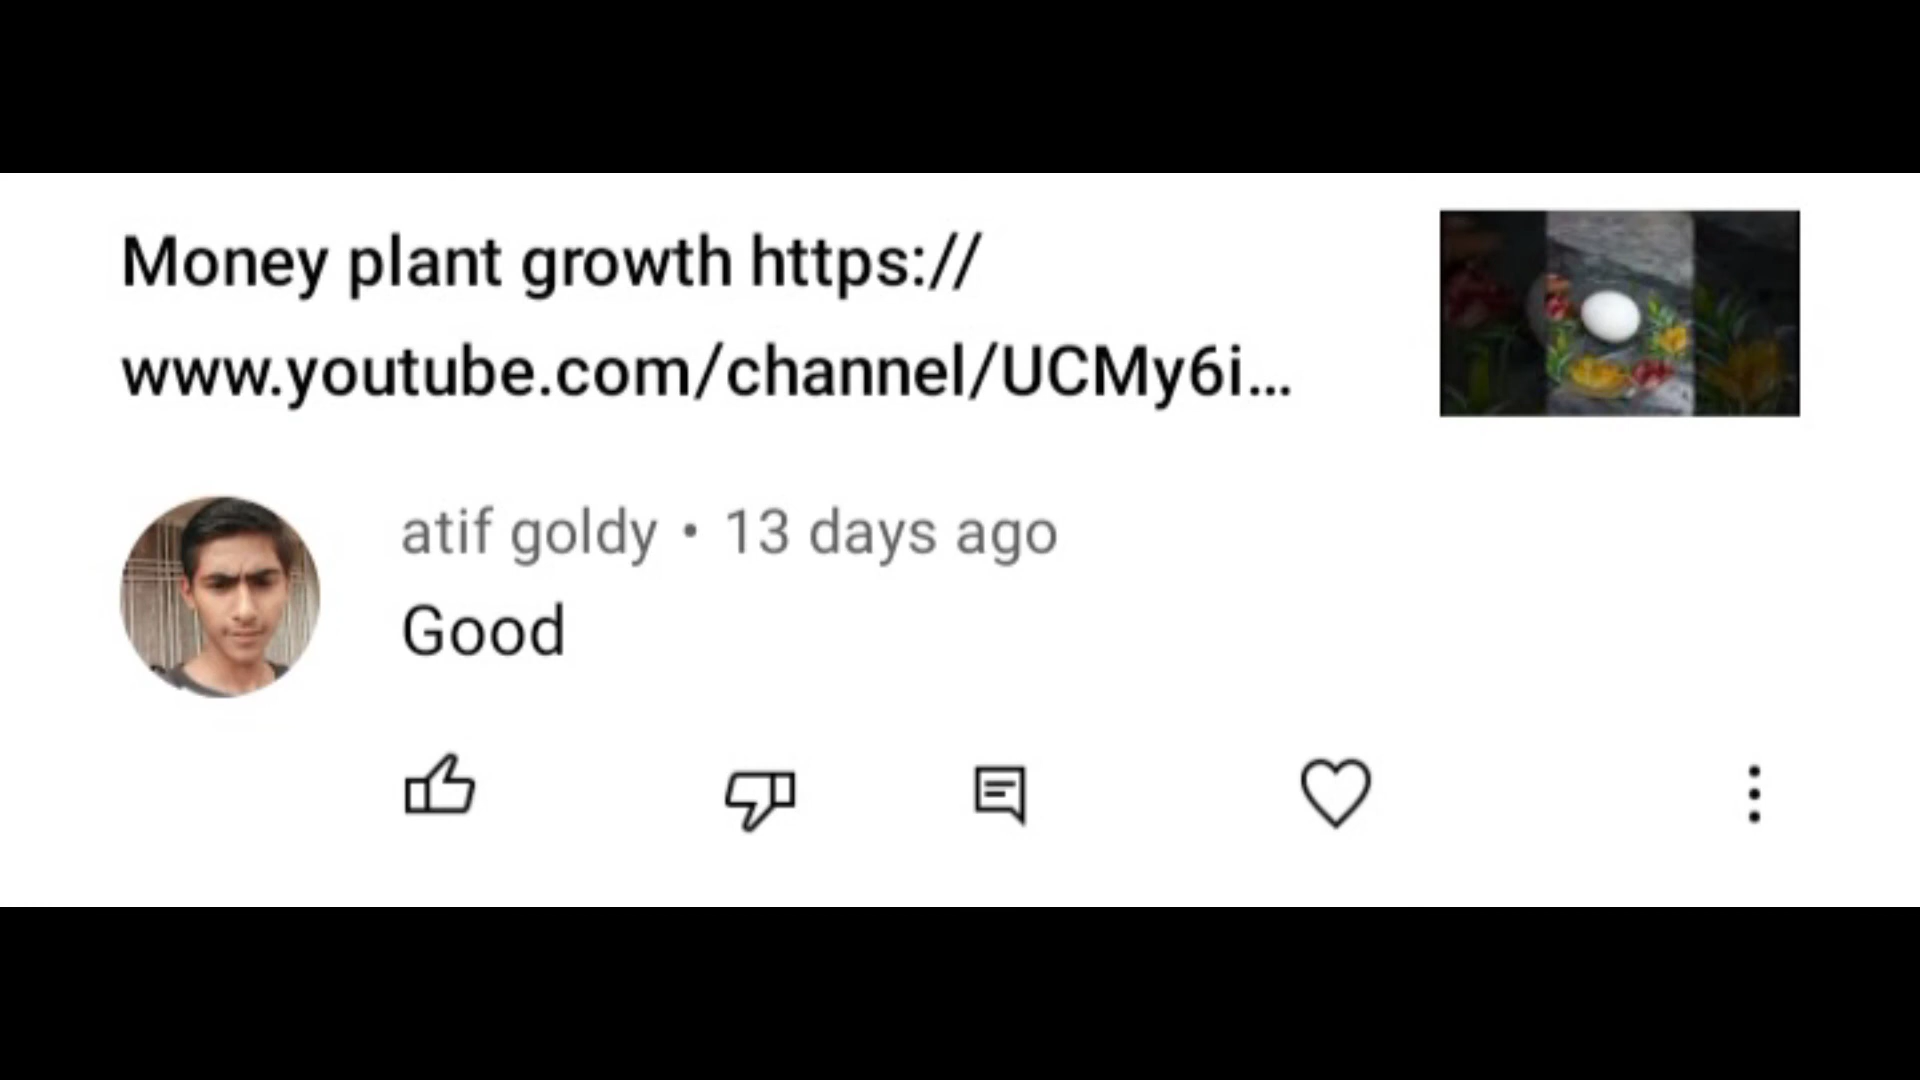 Money plant growth https://
www.youtube.com/channel/UCMy6i...
atif goldy • 13 days ago
Good